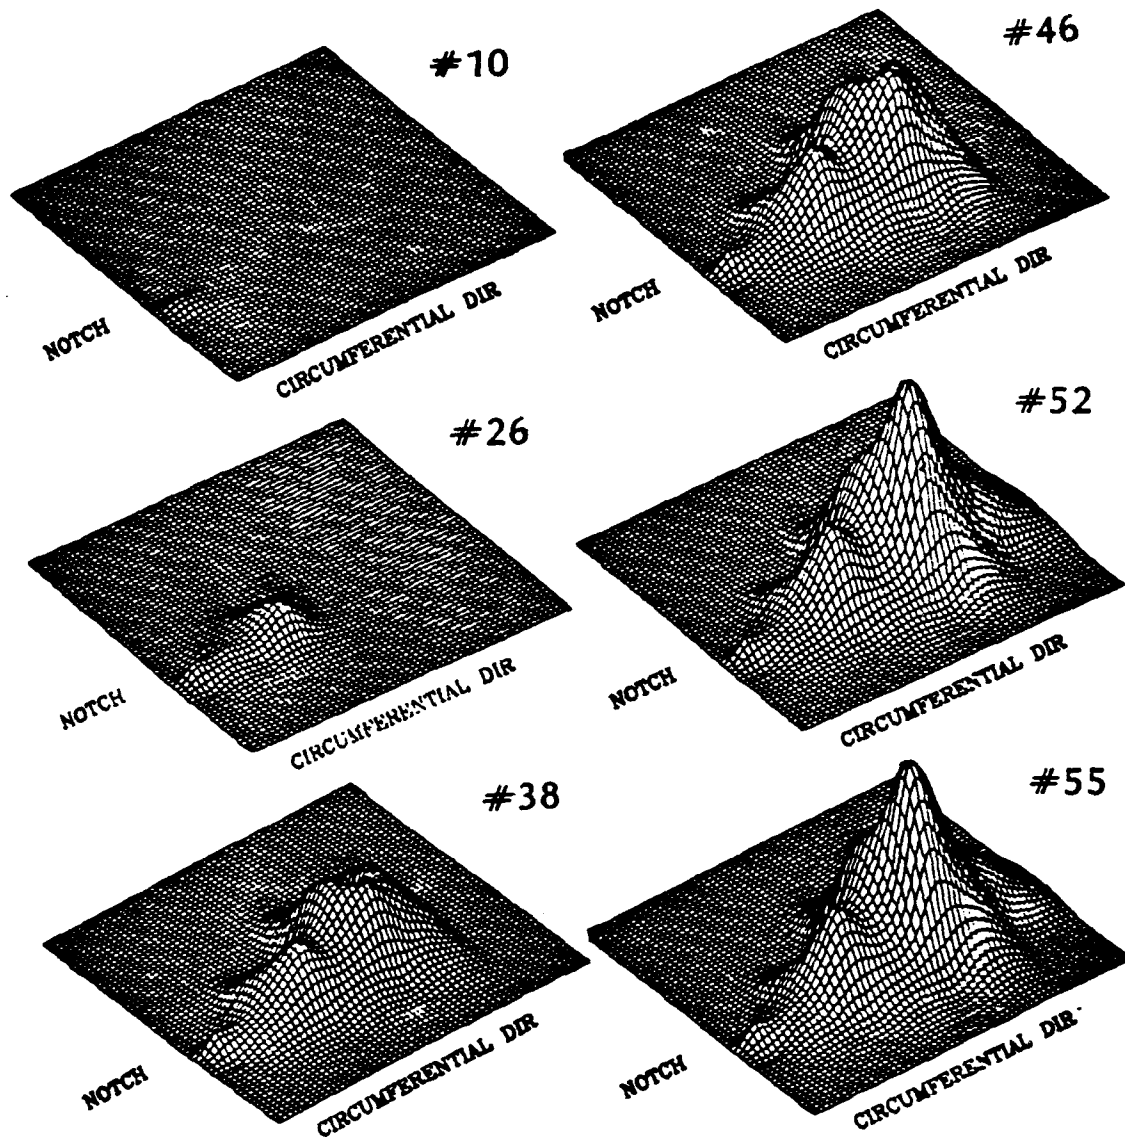 #10
NOTCH
CIRCUMFERENTIAL DIR
#26
NOTCH
CIRCUMFERENTIAL DIR
#38
NOTCH
CIRCUMFERENTIAL DIR
#46
NOTCH
CIRCUMFERENTIAL DIR
#52
NOTCH
CIRCUMFERENTIAL DIR
#55
NOTCH
CIRCUMFERENTIAL DIR